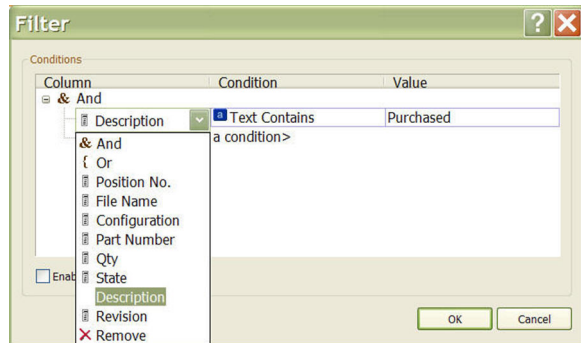 Filter
?
Conditions
Column Condition Value
& And
Description a Text Contains Purchased
& And
a condition>
{ Or
Position No.
File Name
Configuration
Part Number
Qty
Enab State
Description
Revision
OK Cancel
Remove